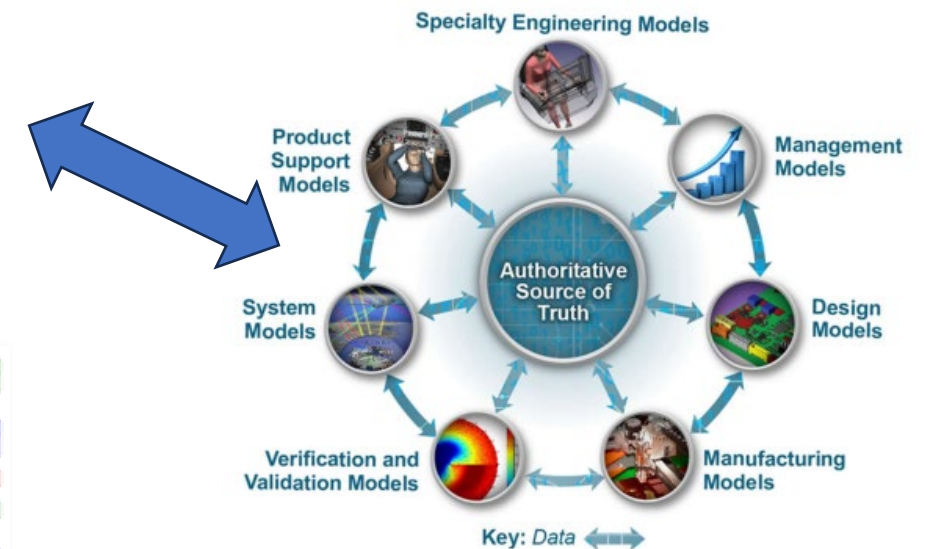 Specialty Engineering Models
Product
Support
Models
Management
Models
Authoritative
Source of
Truth
System
Models
Design
Models
Verification and
Validation Models
Manufacturing
Models
Key: Data